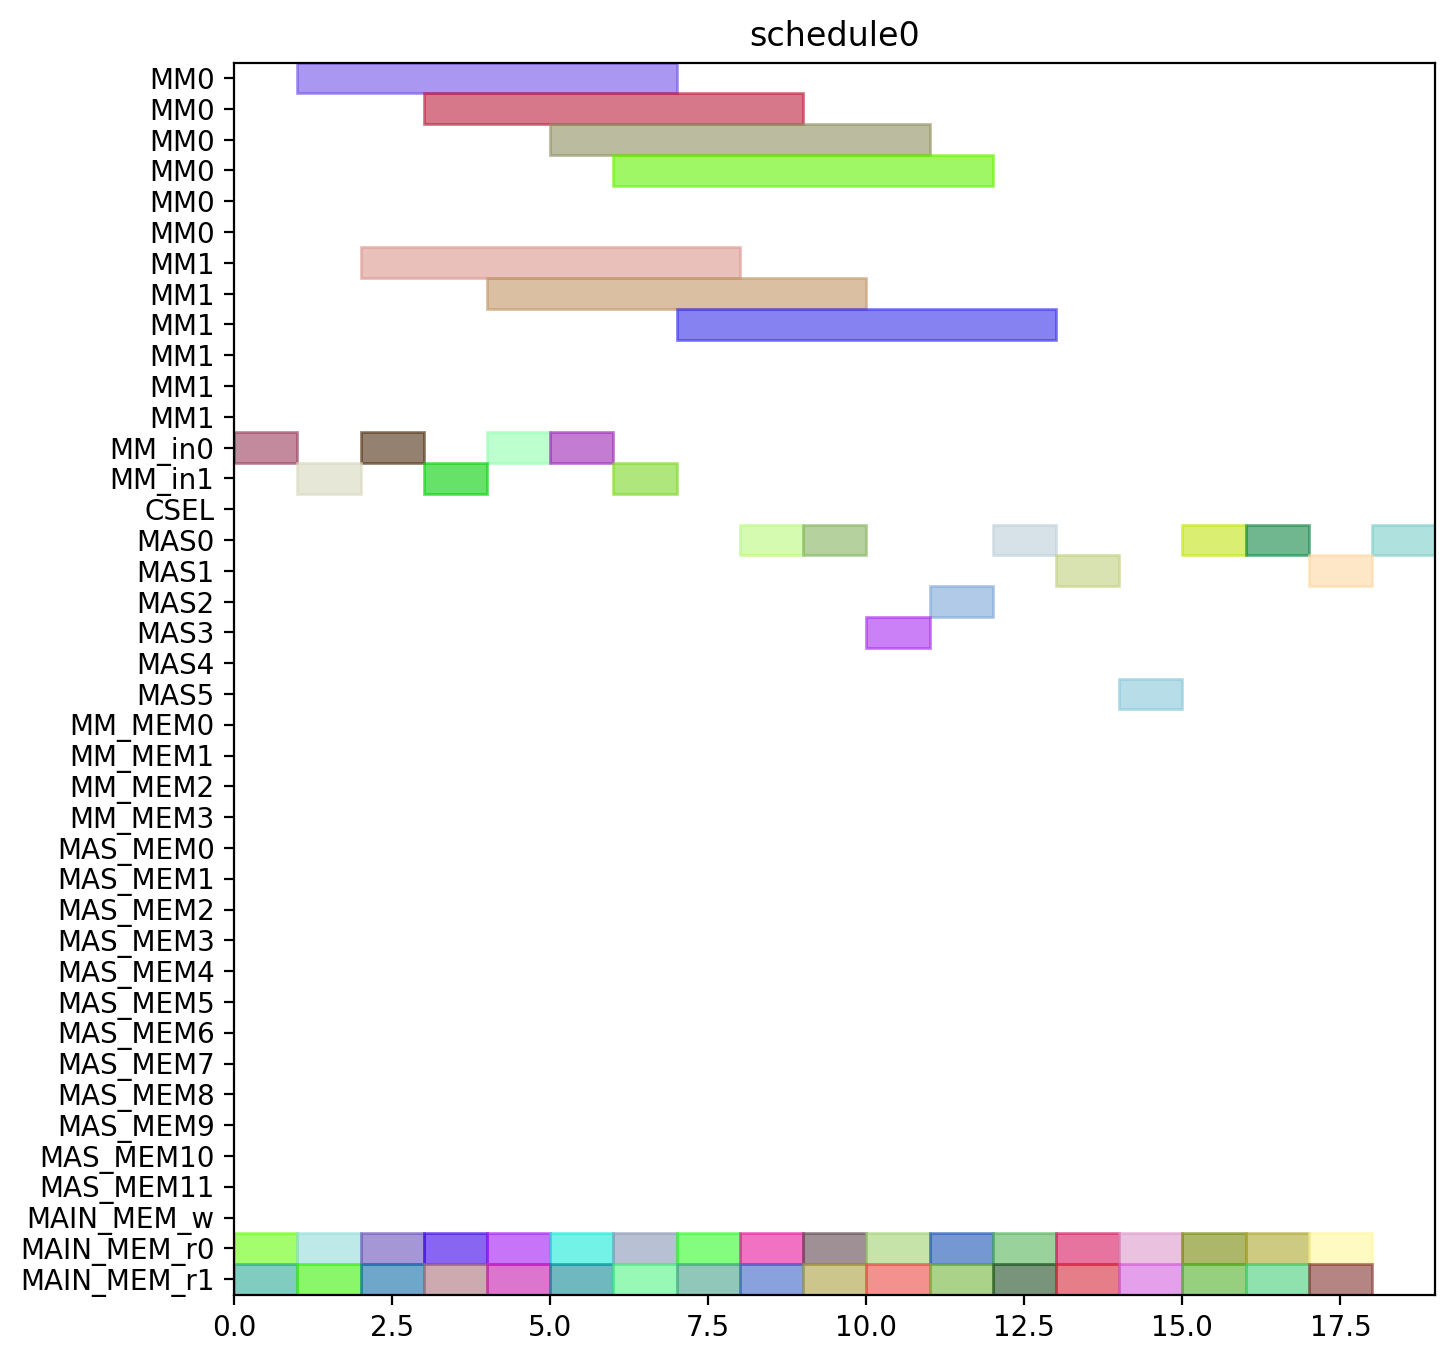 schedule0
MM0
MM0
MM0
MM0
MM0
MM0
MM1
MM1
MM1
MM1
MM1
MM1
MM_in0
MM_in1
CSEL
MAS0
MAS1
MAS2
MAS3
MAS4
MAS5
MM_MEM0
MM_MEM1
MM_MEM2
MM_MEM3
MAS_MEM0
MAS_MEM1
MAS_MEM2
MAS_MEM3
MAS_MEM4
MAS_MEM5
MAS_MEM6
MAS_MEM7
MAS_MEM8
MAS_MEM9
MAS_MEM10
MAS_MEM11
MAIN_MEM_w
MAIN_MEM_r0
MAIN_MEM_r1
0.0 2.5 5.0 7.5 10.0 12.5 15.0 17.5